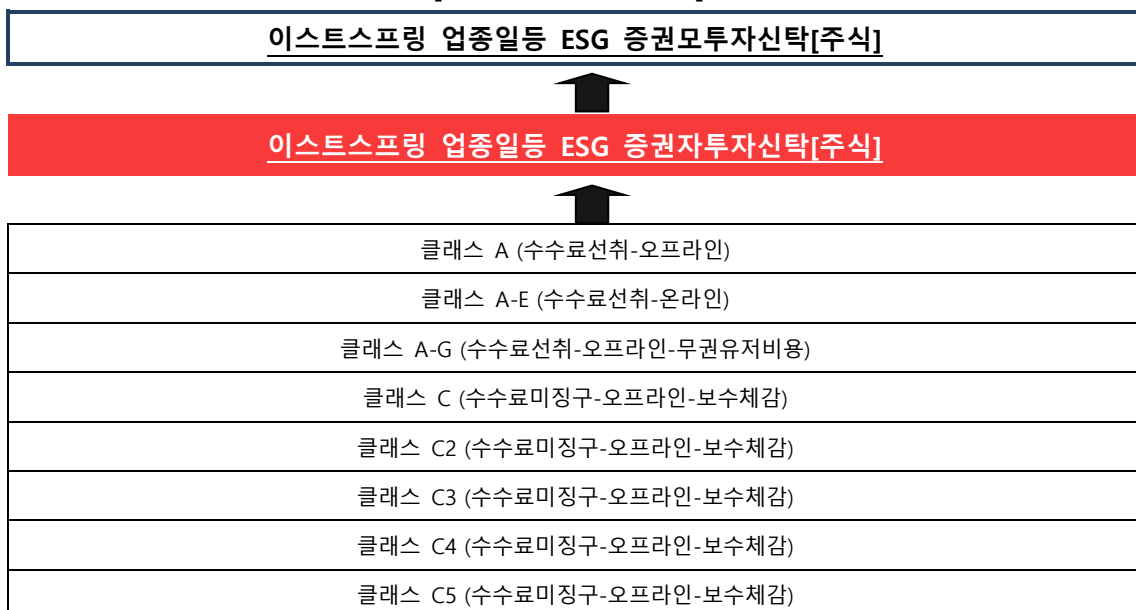 이스트스프링 업종일등 ESG 증권모투자신탁[주식]
이스트스프링 업종일등 ESG 증권자투자신탁[주식]
클래스 A (수수료선취-오프라인)
클래스 A-E (수수료선취-온라인)
클래스 A-G (수수료선취-오프라인-무권유저비용)
클래스 C (수수료미징구-오프라인-보수체감)
클래스 C2 (수수료미징구-오프라인-보수체감)
클래스 C3 (수수료미징구-오프라인-보수체감)
클래스 C4 (수수료미징구-오프라인-보수체감)
클래스 C5 (수수료미징구-오프라인-보수체감)